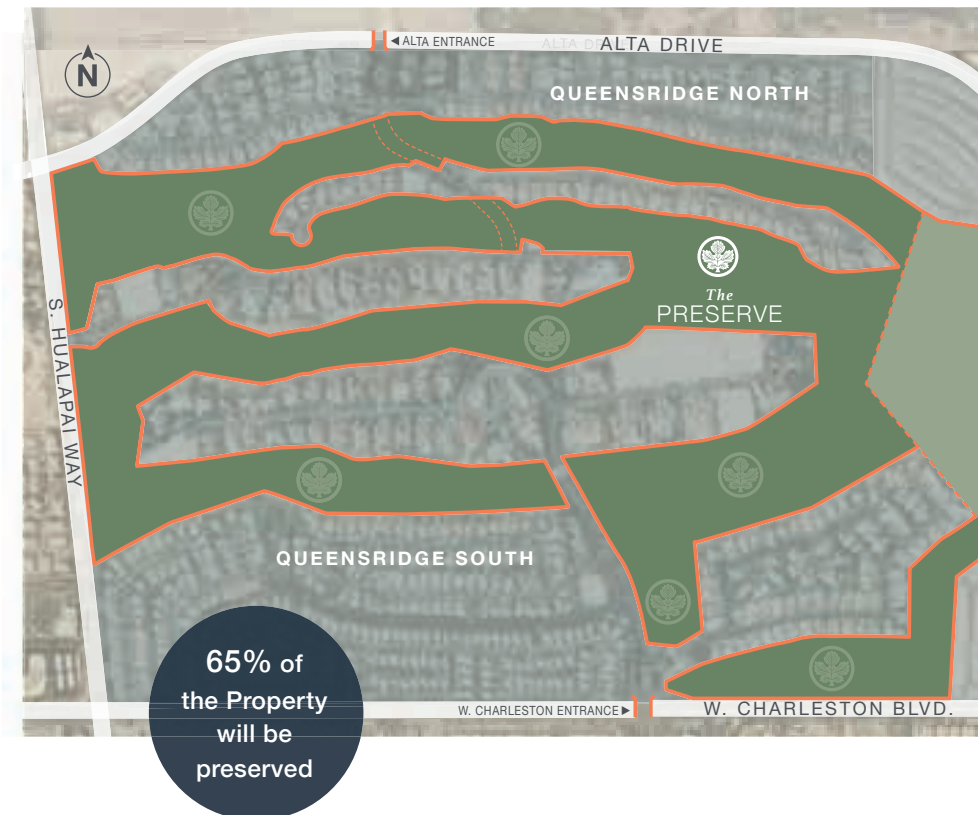 N
◄ ALTA ENTRANCE
ALTA DRIVE
QUEENSRIDGE NORTH
S. HUALAPAI WAY
The
PRESERVE
QUEENSRIDGE SOUTH
65% of
the Property
will be
preserved
W. CHARLESTON ENTRANCE ►
W. CHARLESTON BLVD.